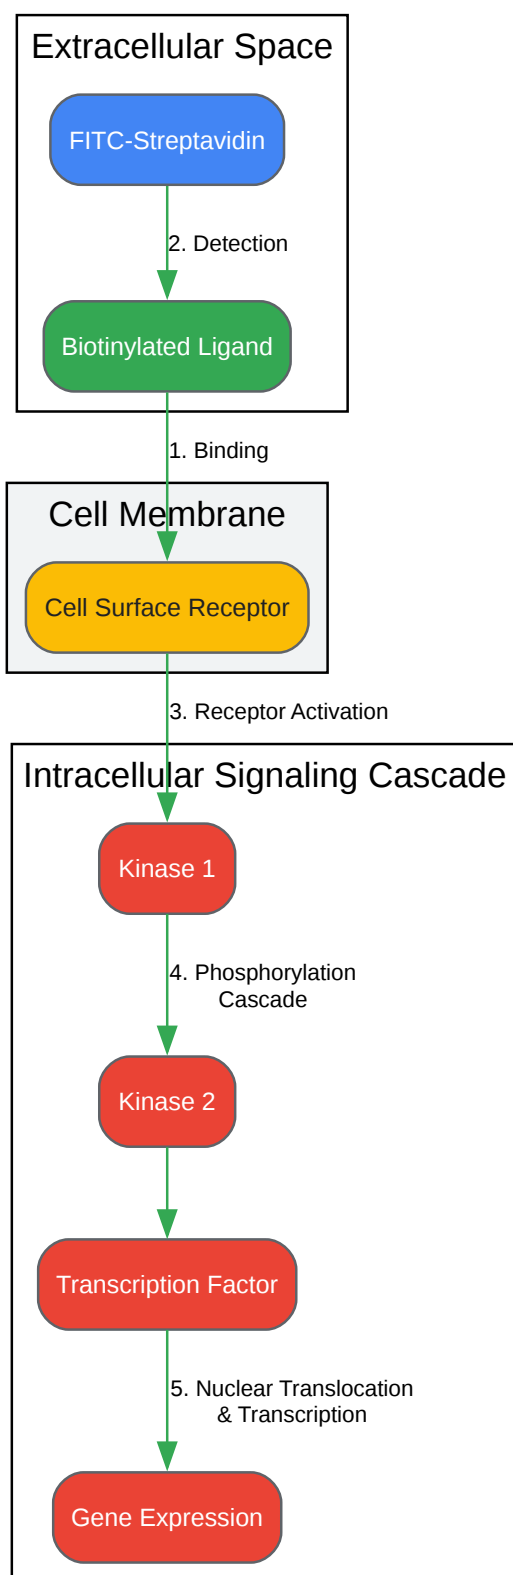 Extracellular Space
FITC-Streptavidin
2. Detection
Biotinylated Ligand
1. Binding
Cell Membrane
Cell Surface Receptor
3. Receptor Activation
Intracellular Signaling Cascade
Kinase 1
4. Phosphorylation
Cascade
Kinase 2
Transcription Factor
5. Nuclear Translocation
& Transcription
Gene Expression